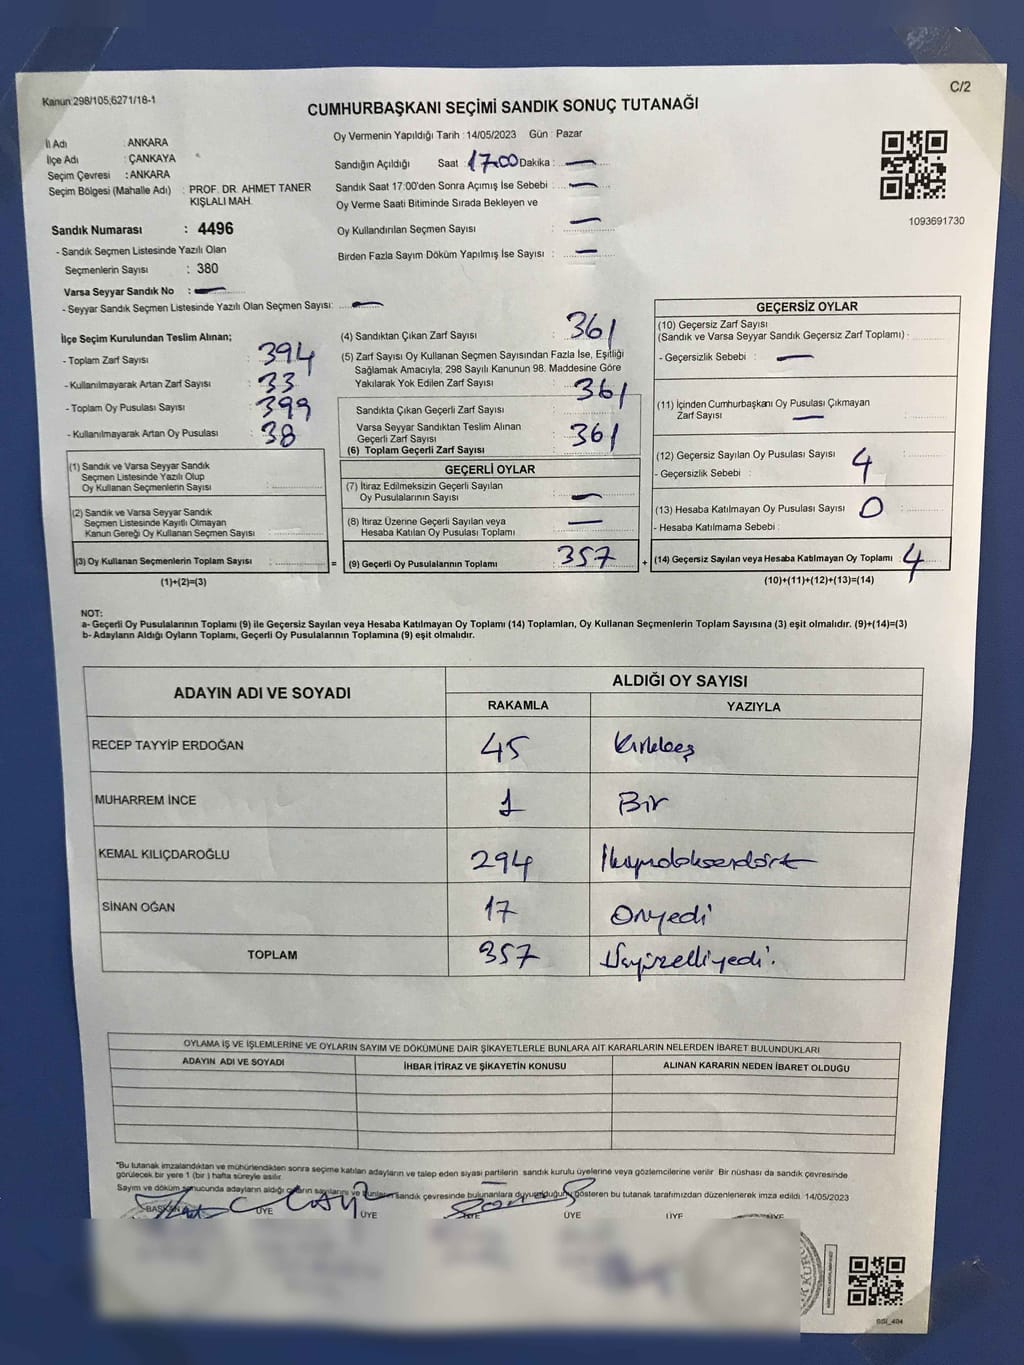 Kanun:298/105,6271/18-1
C/2
CUMHURBAŞKANI SEÇİMİ SANDIK SONUÇ TUTANAĞI
İl Adı : ANKARA
İlçe Adı : ÇANKAYA
Seçim Çevresi : ANKARA
Seçim Bölgesi (Mahalle Adı) : PROF. DR. AHMET TANER KIŞLALI MAH.
Sandık Numarası : 4496
- Sandık Seçmen Listesinde Yazılı Olan
Seçmenlerin Sayısı : 380
Varsa Seyyar Sandık No : —
- Seyyar Sandık Seçmen Listesinde Yazılı Olan Seçmen Sayısı: —
Oy Vermenin Yapıldığı Tarih : 14/05/2023 Gün : Pazar
Sandığın Açıldığı Saat : 17.00 Dakika : —
Sandık Saat 17:00'den Sonra Açımış İse Sebebi : —
Oy Verme Saati Bitiminde Sırada Bekleyen ve
Oy Kullandırılan Seçmen Sayısı : —
Birden Fazla Sayım Döküm Yapılmış İse Sayısı : —
1093691730
İlçe Seçim Kurulundan Teslim Alınan;
- Toplam Zarf Sayısı : 394
- Kullanılmayarak Artan Zarf Sayısı : 33
- Toplam Oy Pusulası Sayısı : 399
- Kullanılmayarak Artan Oy Pusulası : 38
(1) Sandık ve Varsa Seyyar Sandık
Seçmen Listesinde Yazılı Olup
Oy Kullanan Seçmenlerin Sayısı :
(2) Sandık ve Varsa Seyyar Sandık
Seçmen Listesinde Kayıtlı Olmayan
Kanun Gereği Oy Kullanan Seçmen Sayısı :
(3) Oy Kullanan Seçmenlerin Toplam Sayısı : =
(1)+(2)=(3)
(4) Sandıktan Çıkan Zarf Sayısı : 361
(5) Zarf Sayısı Oy Kullanan Seçmen Sayısından Fazla İse, Eşitliği
Sağlamak Amacıyla; 298 Sayılı Kanunun 98. Maddesine Göre
Yakılarak Yok Edilen Zarf Sayısı :
Sandıkta Çıkan Geçerli Zarf Sayısı : 361
Varsa Seyyar Sandıktan Teslim Alınan
Geçerli Zarf Sayısı
(6) Toplam Geçerli Zarf Sayısı : 361
GEÇERLİ OYLAR
(7) İtiraz Edilmeksizin Geçerli Sayılan
Oy Pusulalarının Sayısı : —
(8) İtiraz Üzerine Geçerli Sayılan veya
Hesaba Katılan Oy Pusulası Toplamı : —
(9) Geçerli Oy Pusulalarının Toplamı : 357 +
GEÇERSİZ OYLAR
(10) Geçersiz Zarf Sayısı
(Sandık ve Varsa Seyyar Sandık Geçersiz Zarf Toplamı) :
- Geçersizlik Sebebi : —
(11) İçinden Cumhurbaşkanı Oy Pusulası Çıkmayan
Zarf Sayısı : —
(12) Geçersiz Sayılan Oy Pusulası Sayısı : 4
- Geçersizlik Sebebi :
(13) Hesaba Katılmayan Oy Pusulası Sayısı : 0
- Hesaba Katılmama Sebebi :
(14) Geçersiz Sayılan veya Hesaba Katılmayan Oy Toplamı : 4
(10)+(11)+(12)+(13)=(14)
NOT:
a- Geçerli Oy Pusulalarının Toplamı (9) ile Geçersiz Sayılan veya Hesaba Katılmayan Oy Toplamı (14) Toplamları, Oy Kullanan Seçmenlerin Toplam Sayısına (3) eşit olmalıdır. (9)+(14)=(3)
b- Adayların Aldığı Oyların Toplamı, Geçerli Oy Pusulalarının Toplamına (9) eşit olmalıdır.
ADAYIN ADI VE SOYADI ALDIĞI OY SAYISI
RAKAMLA YAZIYLA
RECEP TAYYİP ERDOĞAN 45 Kırkbeş
MUHARREM İNCE 1 Bir
KEMAL KILIÇDAROĞLU 294 İkiyüzdoksandört
SİNAN OĞAN 17 Onyedi
TOPLAM 357 Üçyüzelliyedi.
OYLAMA İŞ VE İŞLEMLERİNE VE OYLARIN SAYIM VE DÖKÜMÜNE DAİR ŞİKAYETLERLE BUNLARA AİT KARARLARIN NELERDEN İBARET BULUNDUKLARI
ADAYIN ADI VE SOYADI İHBAR İTİRAZ VE ŞİKAYETİN KONUSU ALINAN KARARIN NEDEN İBARET OLDUĞU
"Bu tutanak imzalandıktan ve mühürlendikten sonra seçime katılan adayların ve talep eden siyasi partilerin sandık kurulu üyelerine veya gözlemcilerine verilir. Bir nüshası da sandık çevresinde
görülecek bir yere 1 (bir) hafta süreyle asılır.
Sayım ve döküm sonucunda adayların aldığı oyların sayılarını ve bunların sandık çevresinde bulunanlara duyurulduğunu gösteren bu tutanak tarafımızdan düzenlenerek imza edildi. 14/05/2023
BAŞKAN ÜYE ÜYE ÜYE ÜYE ÜYE ÜYE